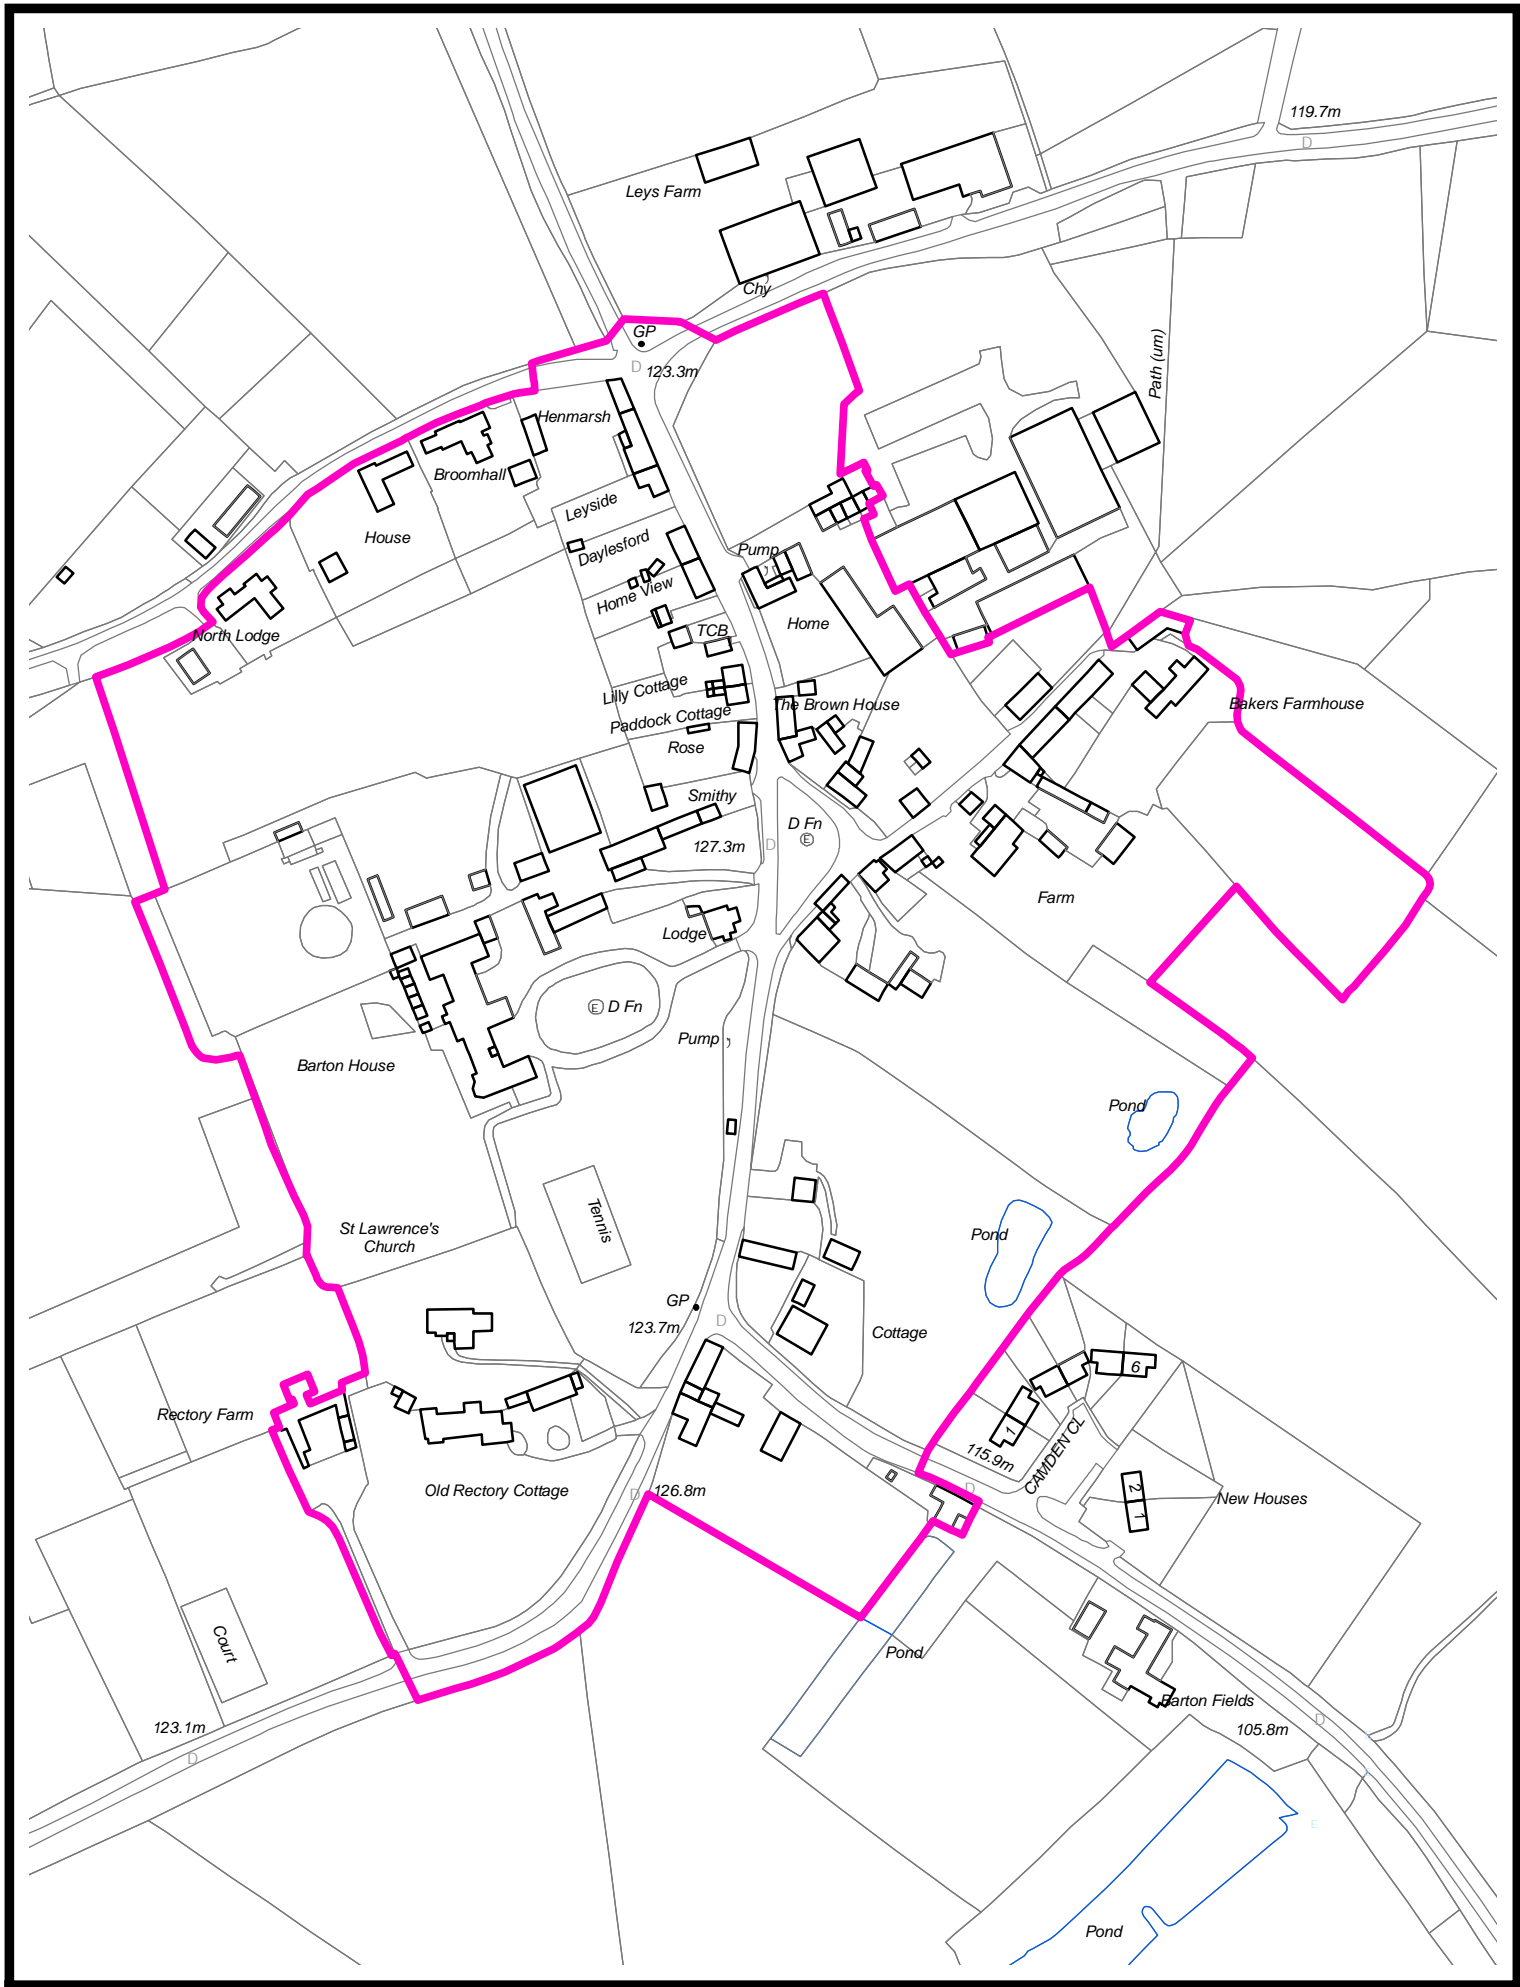 119.7m
D
Leys Farm
Chy
GP
D
123.3m
Path (um)
Henmarsh
Broomhall
Leyside
House
Daylesford
Pump
Home View
Home
TCB
North Lodge
Lilly Cottage
The Brown House
Bakers Farmhouse
Paddock Cottage
Rose
Smithy
D Fn
E
127.3m
D
Farm
Lodge
E D Fn
Pump
Barton House
Pond
Tennis
St Lawrence's
Church
Pond
GP
123.7m
D
Cottage
6
Rectory Farm
1
115.9m
CAMDEN CL
Old Rectory Cottage
D
126.8m
D
2
1
New Houses
Court
Pond
Barton Fields
123.1m
D
D
105.8m
E
Pond